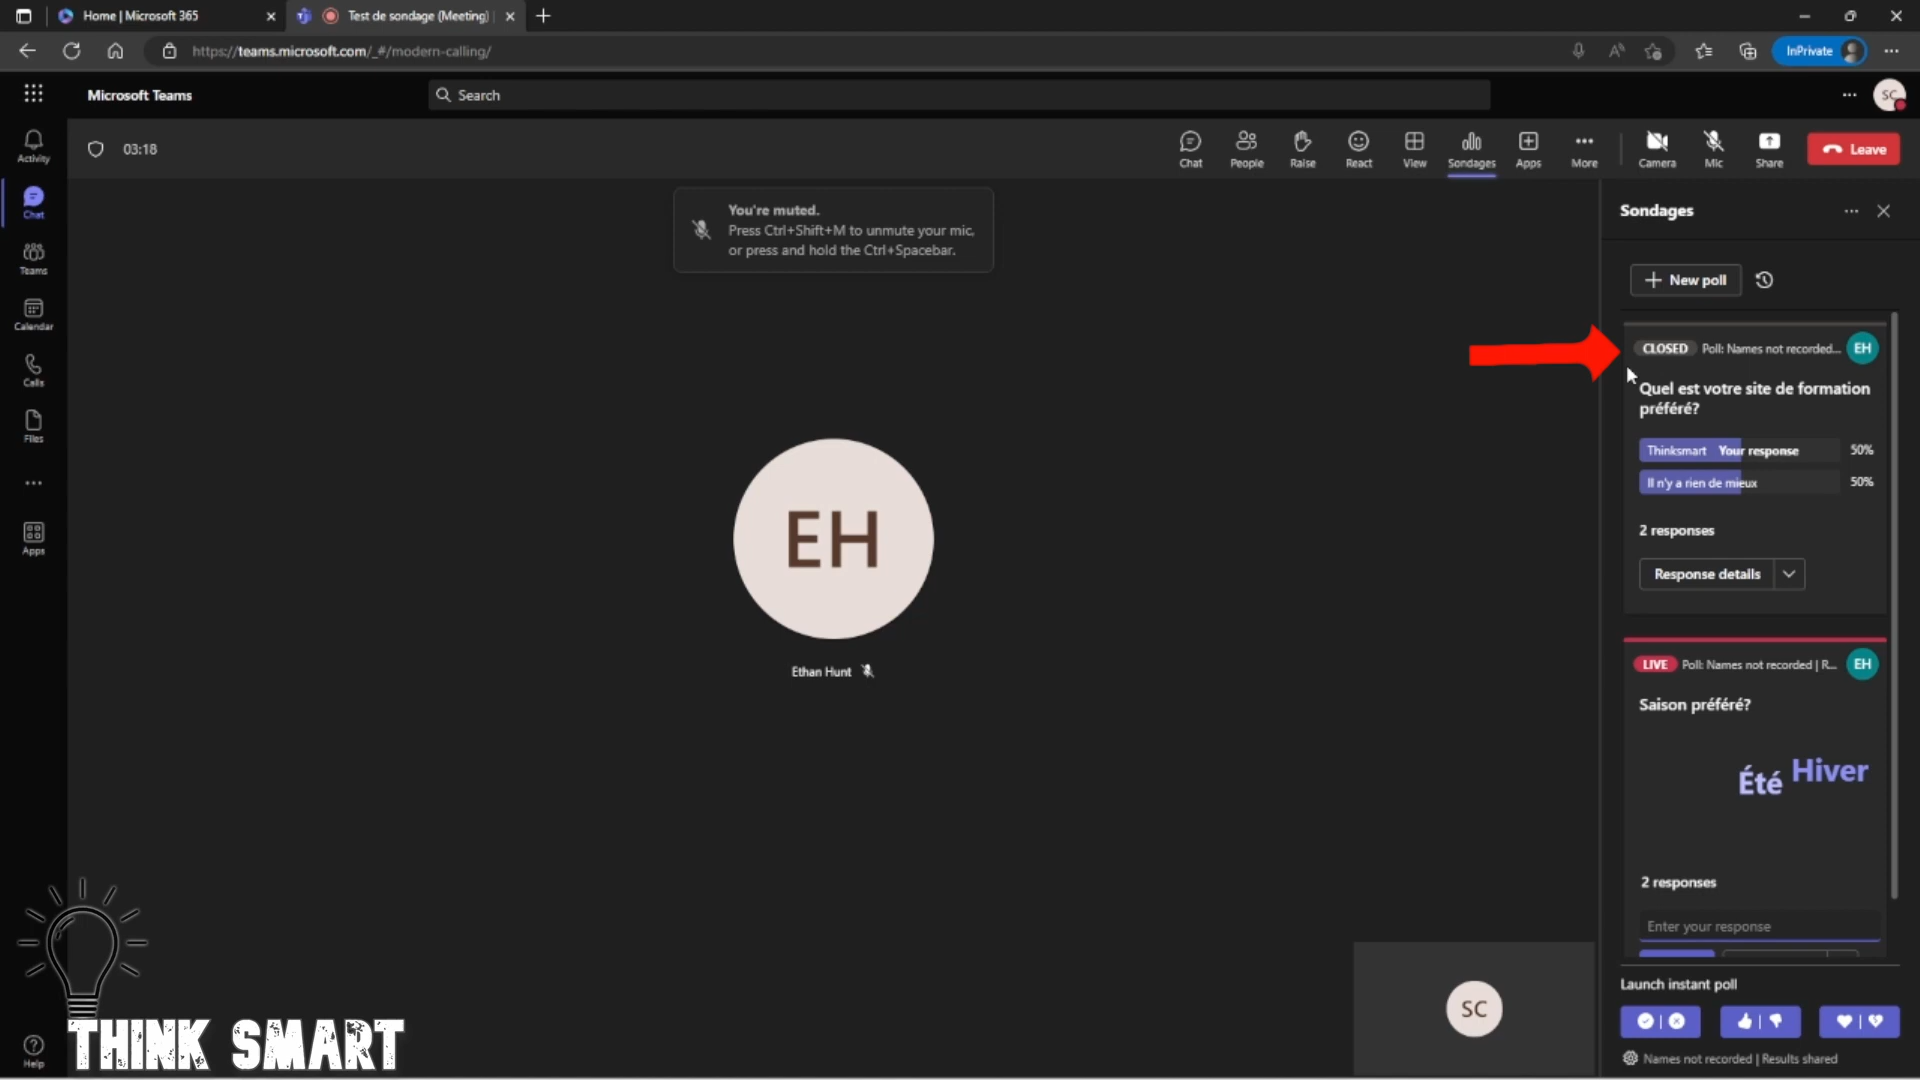 Home | Microsoft 365
Test de sondage (Meeting) |
https://teams.microsoft.com/_#/modern-calling/
InPrivate
Microsoft Teams
Search
SC
Activity
Chat
Teams
Calendar
Calls
Files
Apps
Help
03:18
Chat
People
Raise
React
View
Sondages
Apps
More
Camera
Mic
Share
Leave
You're muted.
Press Ctrl+Shift+M to unmute your mic,
or press and hold the Ctrl+Spacebar.
EH
Ethan Hunt
SC
Sondages
New poll
CLOSED Poll: Names not recorded... EH
Quel est votre site de formation
préféré?
Thinksmart Your response 50%
Il n'y a rien de mieux 50%
2 responses
Response details
LIVE Poll: Names not recorded | R... EH
Saison préféré?
Été Hiver
2 responses
Enter your response
Launch instant poll
Names not recorded | Results shared
THINK SMART